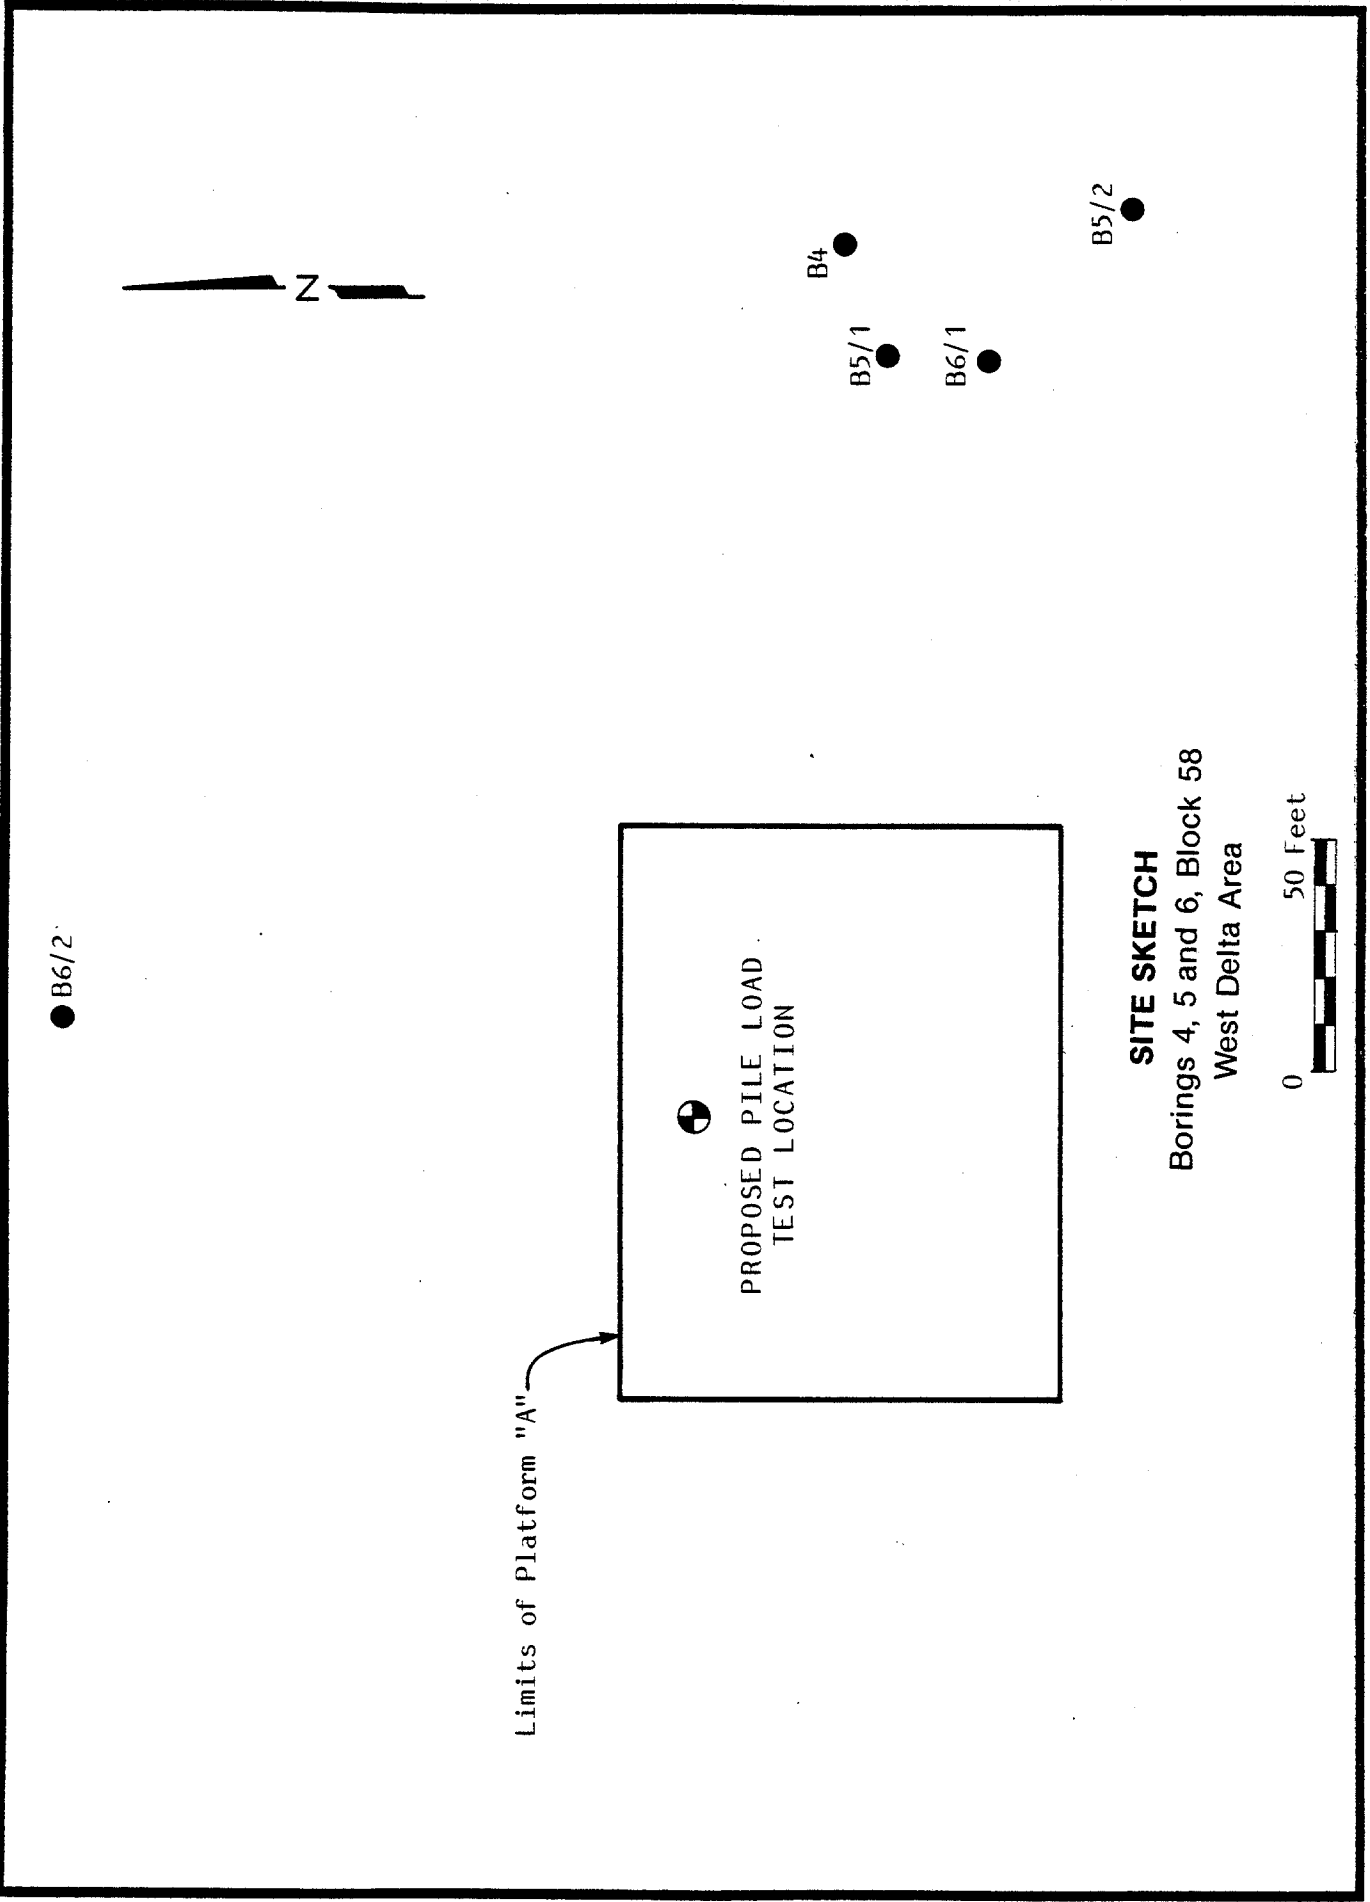 B6/2
N
B4
B5/1
B6/1
B5/2
Limits of Platform "A"
PROPOSED PILE LOAD
TEST LOCATION
SITE SKETCH
Borings 4, 5 and 6, Block 58
West Delta Area
0 50 Feet